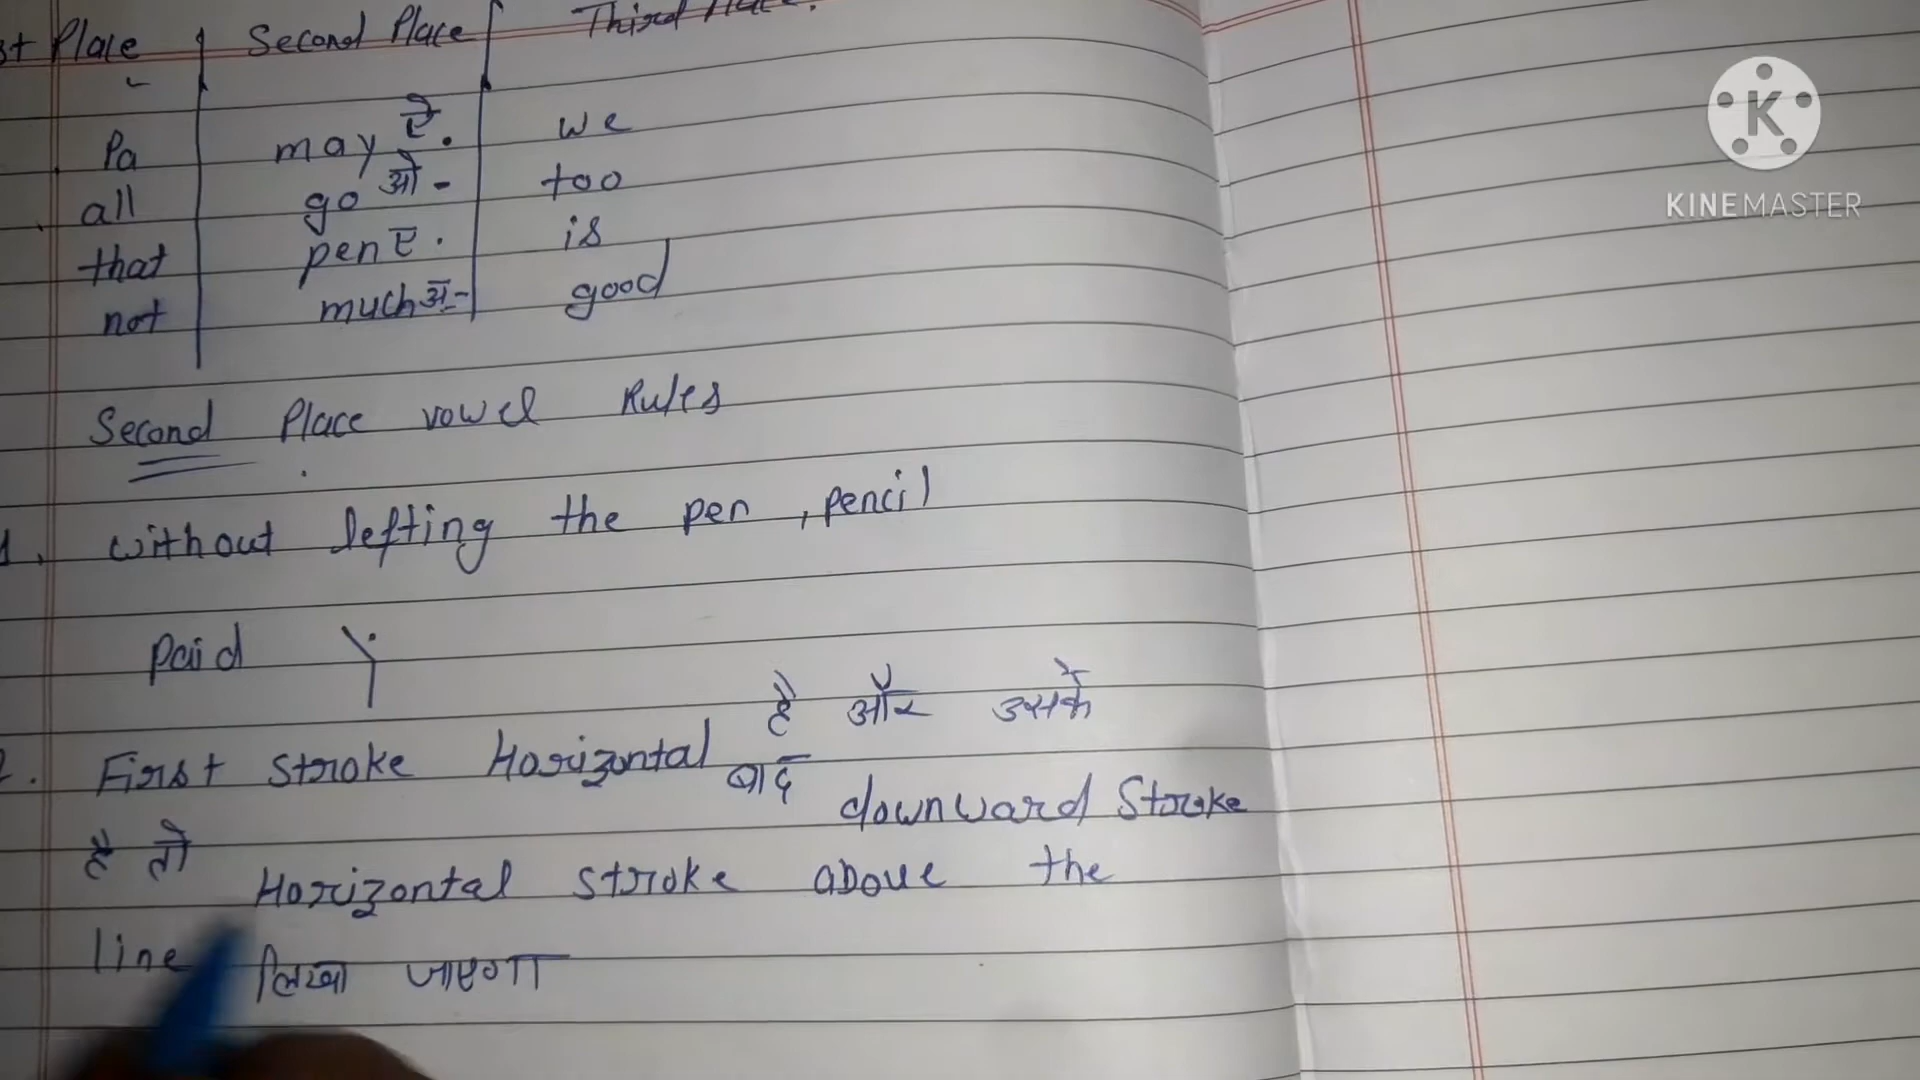 st Place Second Place Third Place.
Pa may ऐ. we
all go ओ - too
that pen ए . is
not much अ - good
Second Place vowel Rules
1. without lefting the pen , pencil
Paid
2. First stroke Horizontal है और उसके
बाद downward Stroke
है तो Horizontal stroke above the
line लिखा जाएगा
K
KINEMASTER